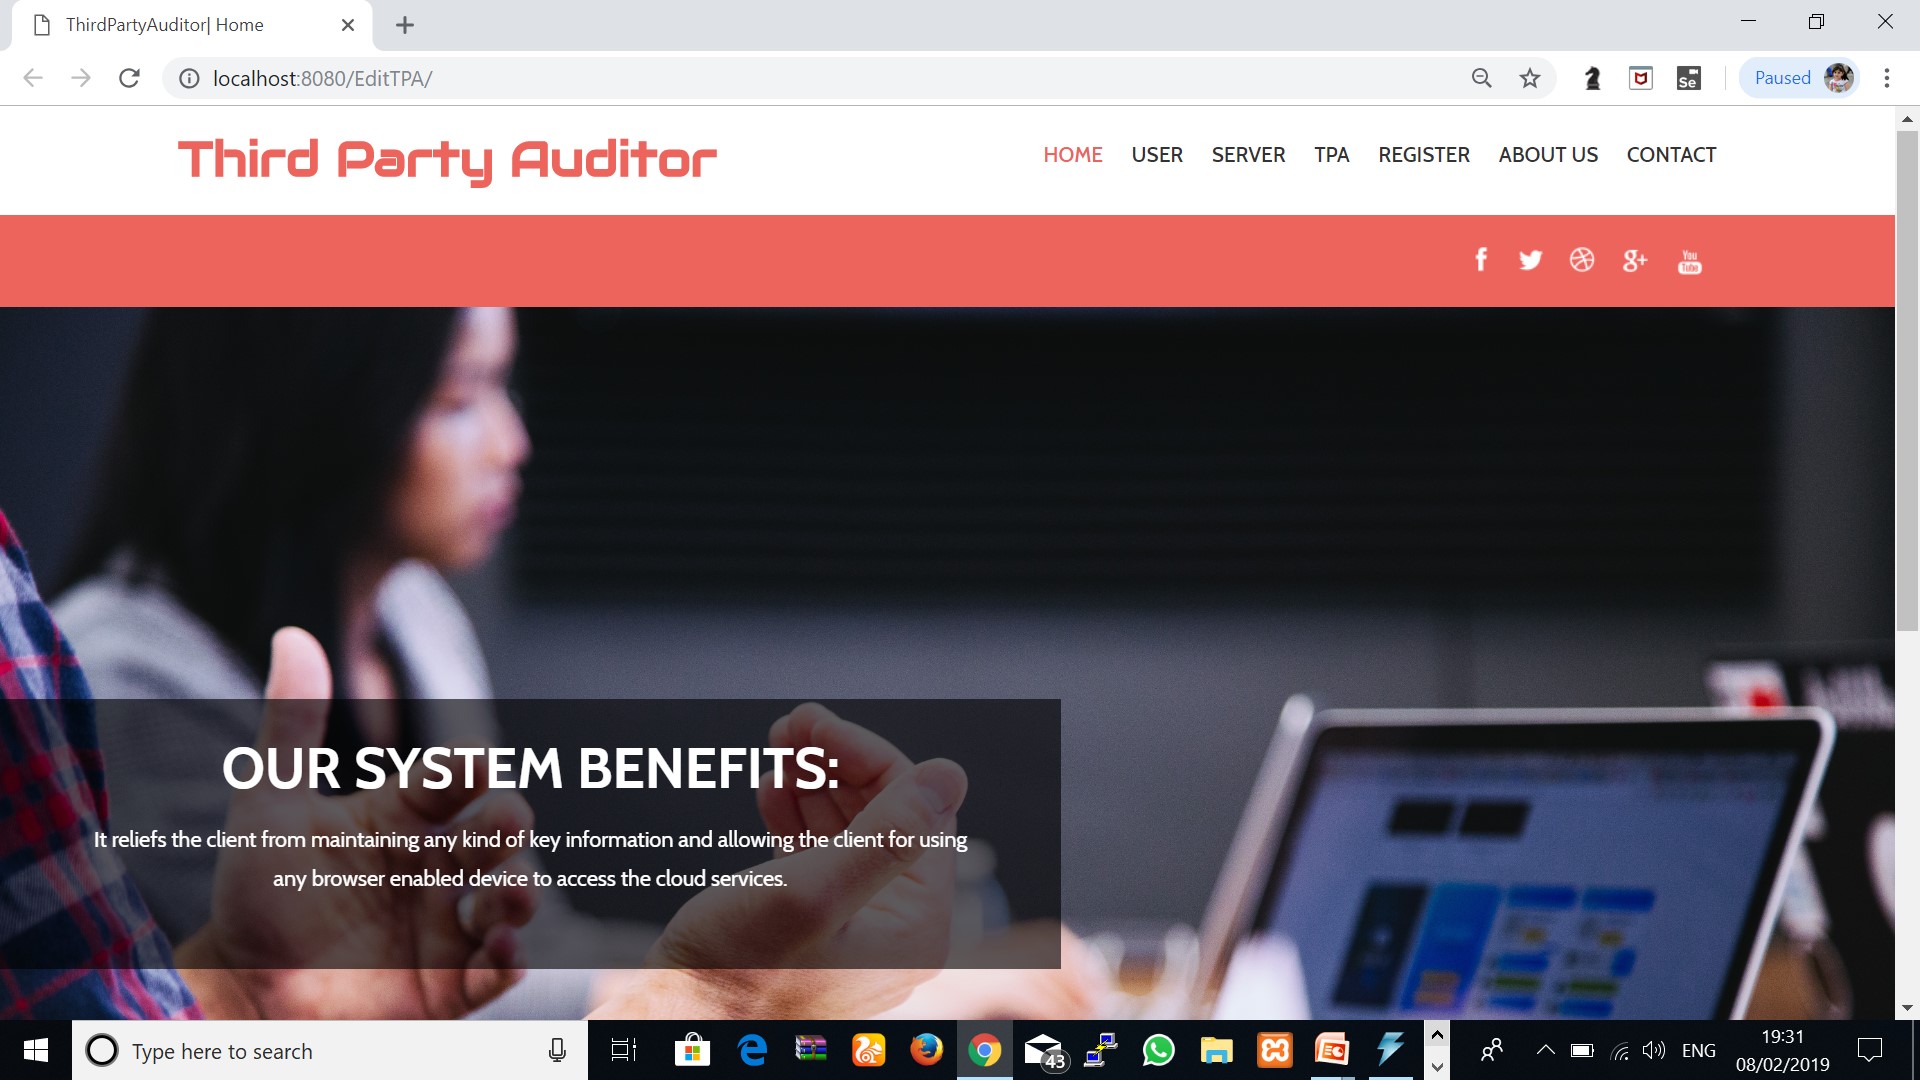 ThirdPartyAuditor| Home
localhost:8080/EditTPA/
Se
Paused
Third Party Auditor
HOME USER SERVER TPA REGISTER ABOUT US CONTACT
You
Tube
OUR SYSTEM BENEFITS:
It reliefs the client from maintaining any kind of key information and allowing the client for using
any browser enabled device to access the cloud services.
Type here to search
43
ENG
19:31
08/02/2019